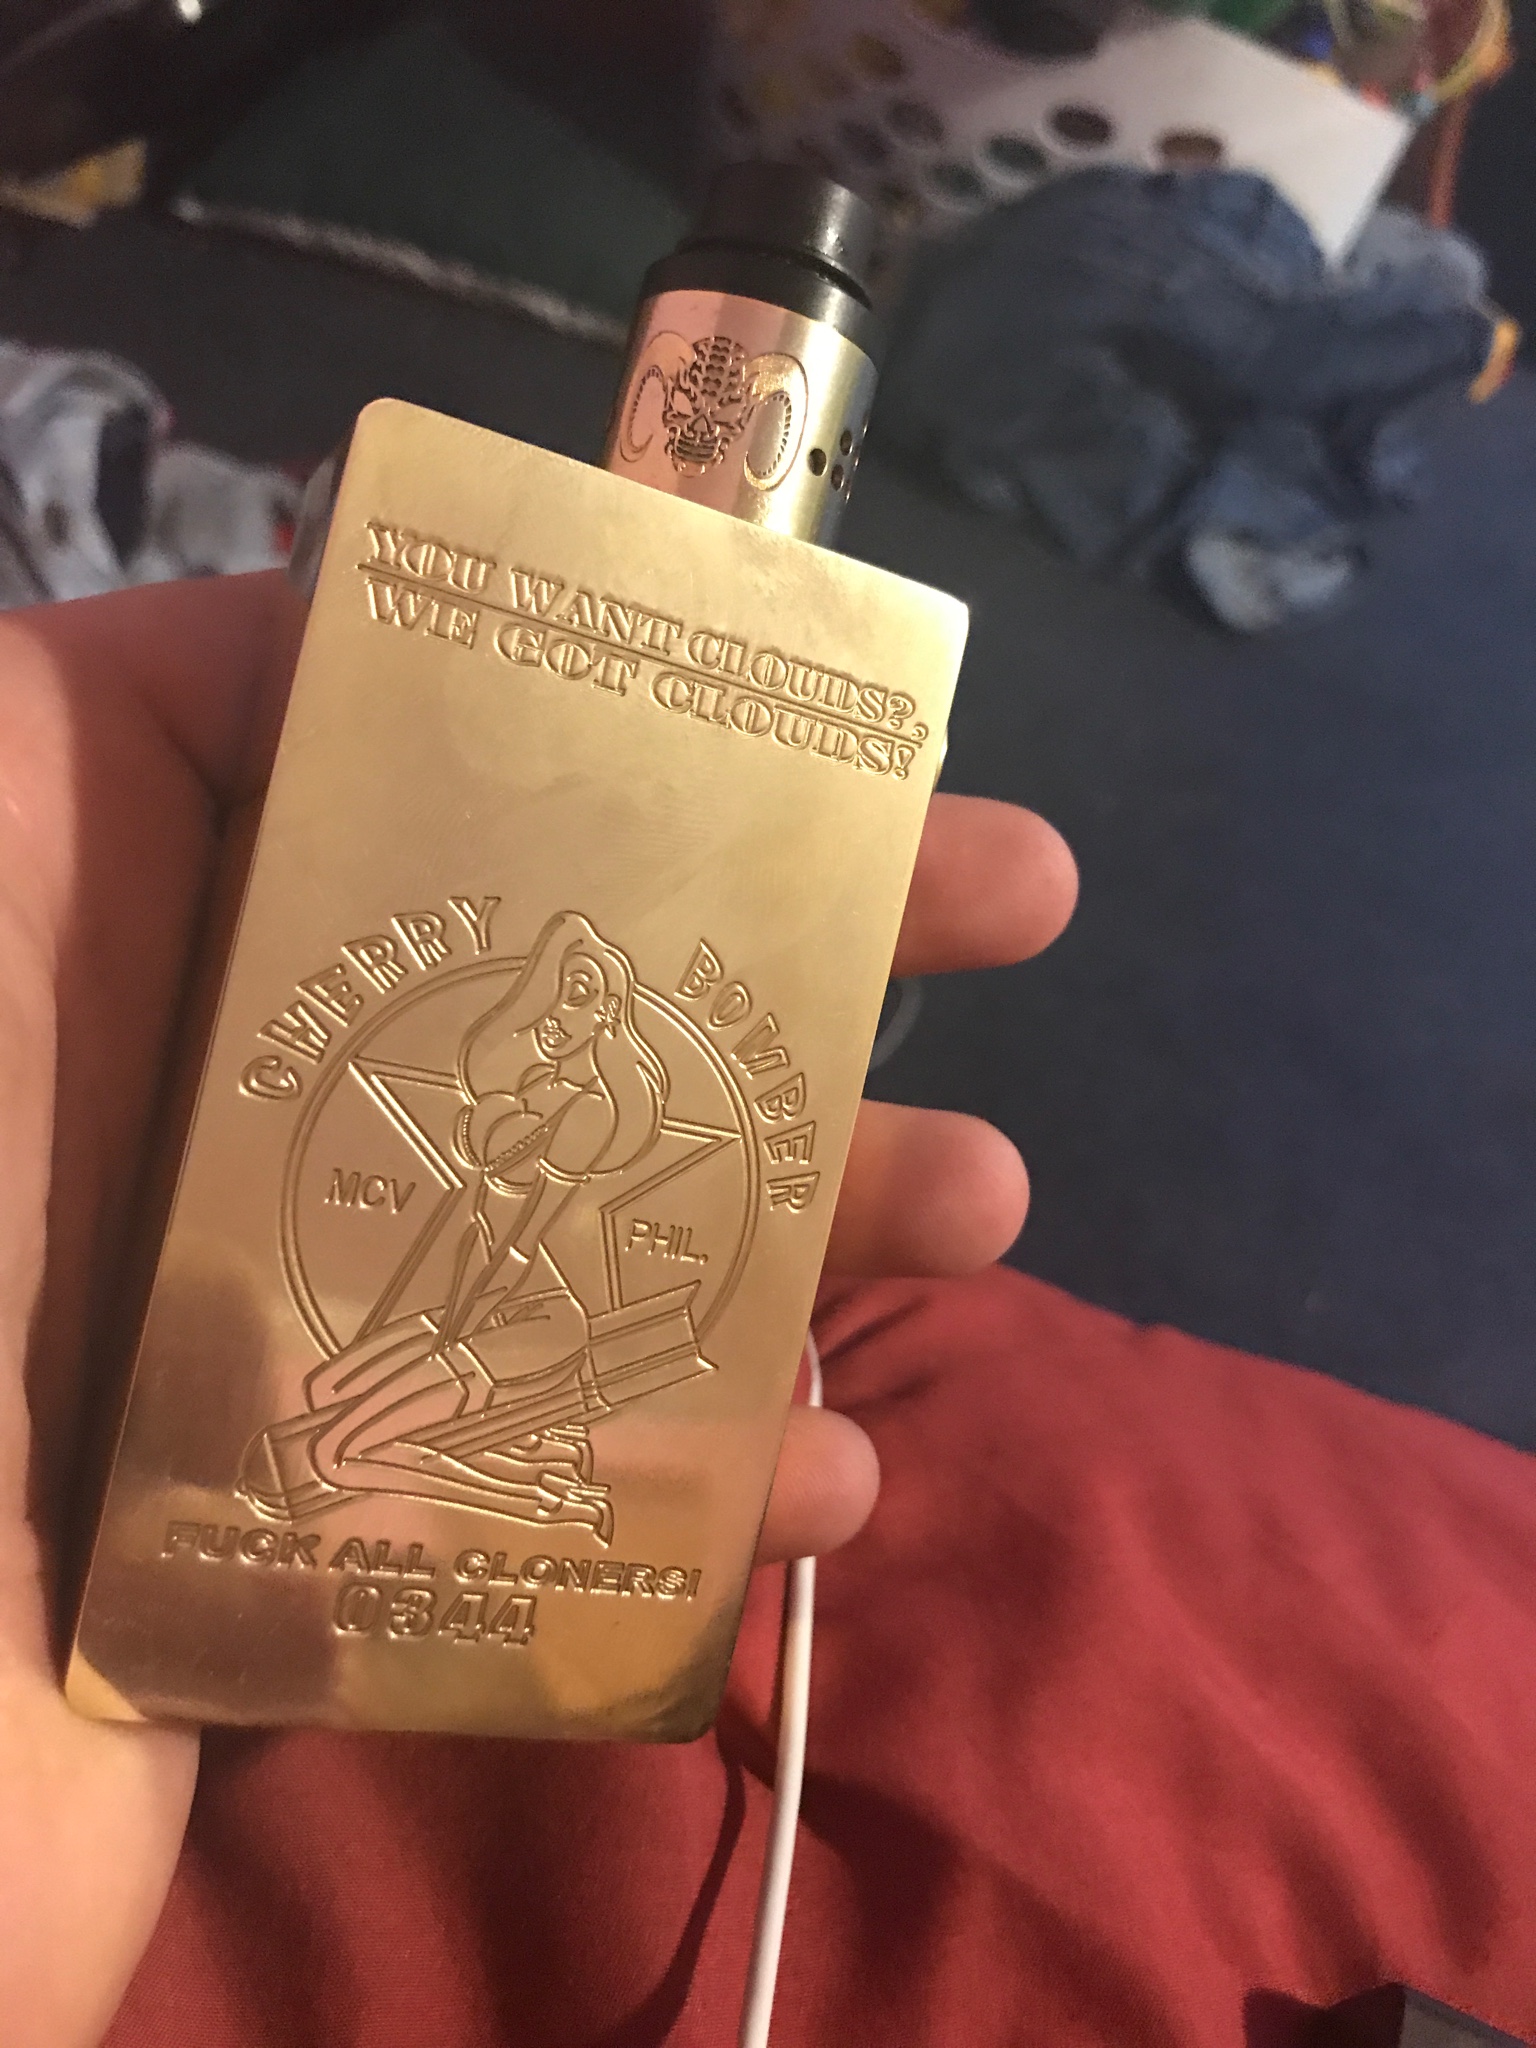 YOU WANT CLOUDS?,
WE GOT CLOUDS!
CHERRY BOMBER
MCV PHIL.
FUCK ALL CLONERS!
0344